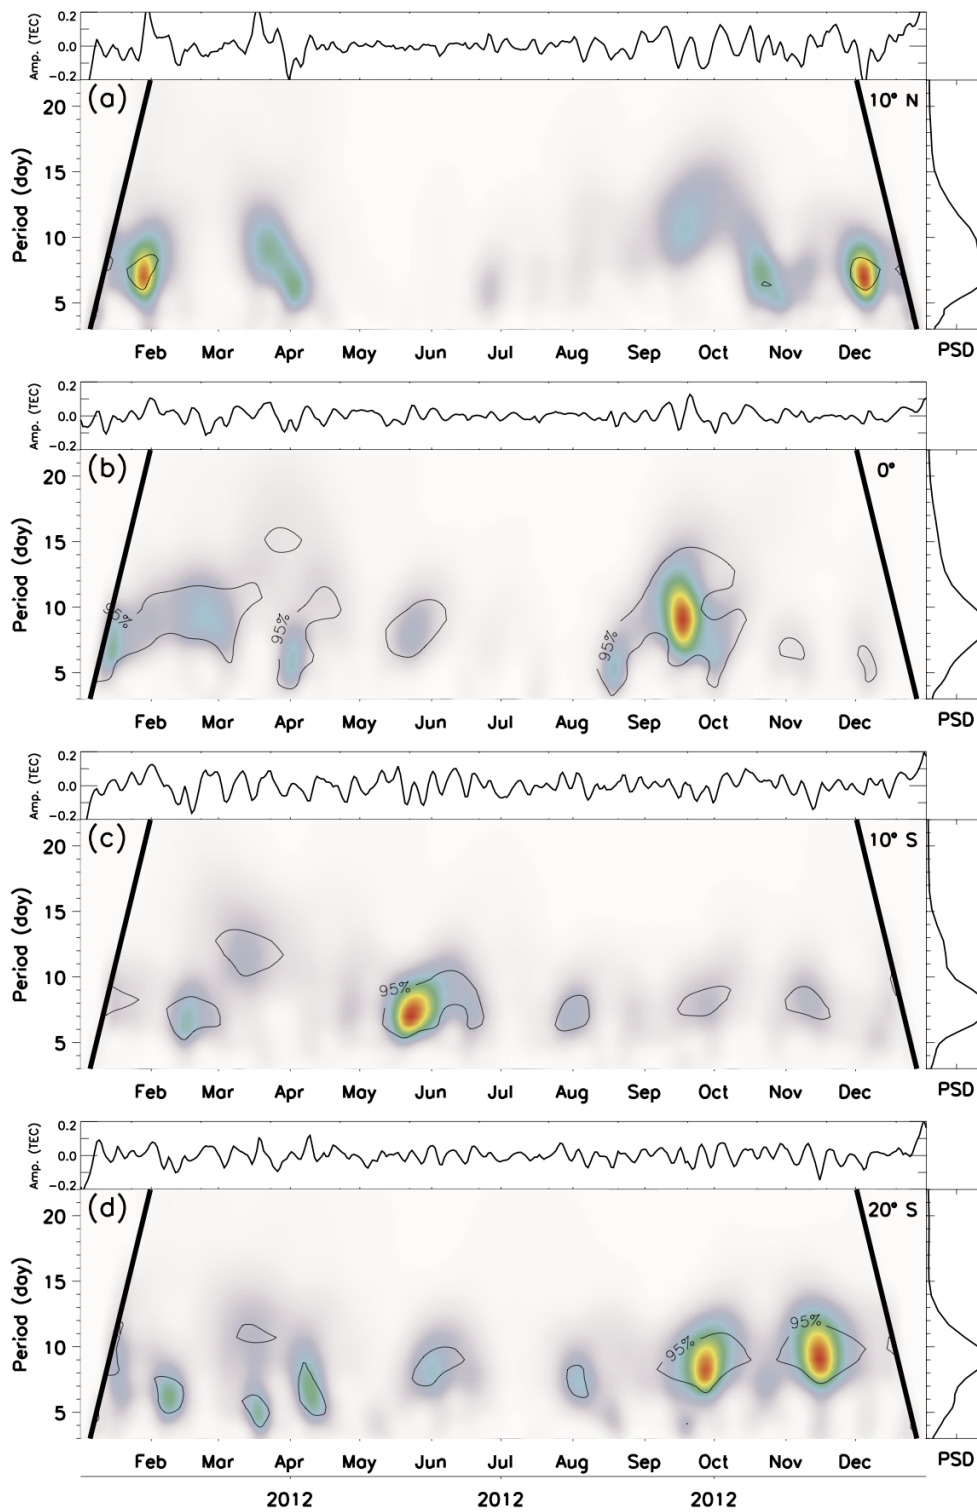 0.2
0.0
−0.2
Amp. (TEC)
(a)
10° N
20
15
10
5
Period (day)
Feb Mar Apr May Jun Jul Aug Sep Oct Nov Dec PSD
0.2
0.0
−0.2
Amp. (TEC)
(b)
0°
20
15
10
5
Period (day)
95%
95%
95%
Feb Mar Apr May Jun Jul Aug Sep Oct Nov Dec PSD
0.2
0.0
−0.2
Amp. (TEC)
(c)
10° S
20
15
10
5
Period (day)
95%
Feb Mar Apr May Jun Jul Aug Sep Oct Nov Dec PSD
0.2
0.0
−0.2
Amp. (TEC)
(d)
20° S
20
15
10
5
Period (day)
95%
95%
Feb Mar Apr May Jun Jul Aug Sep Oct Nov Dec PSD
2012 2012 2012